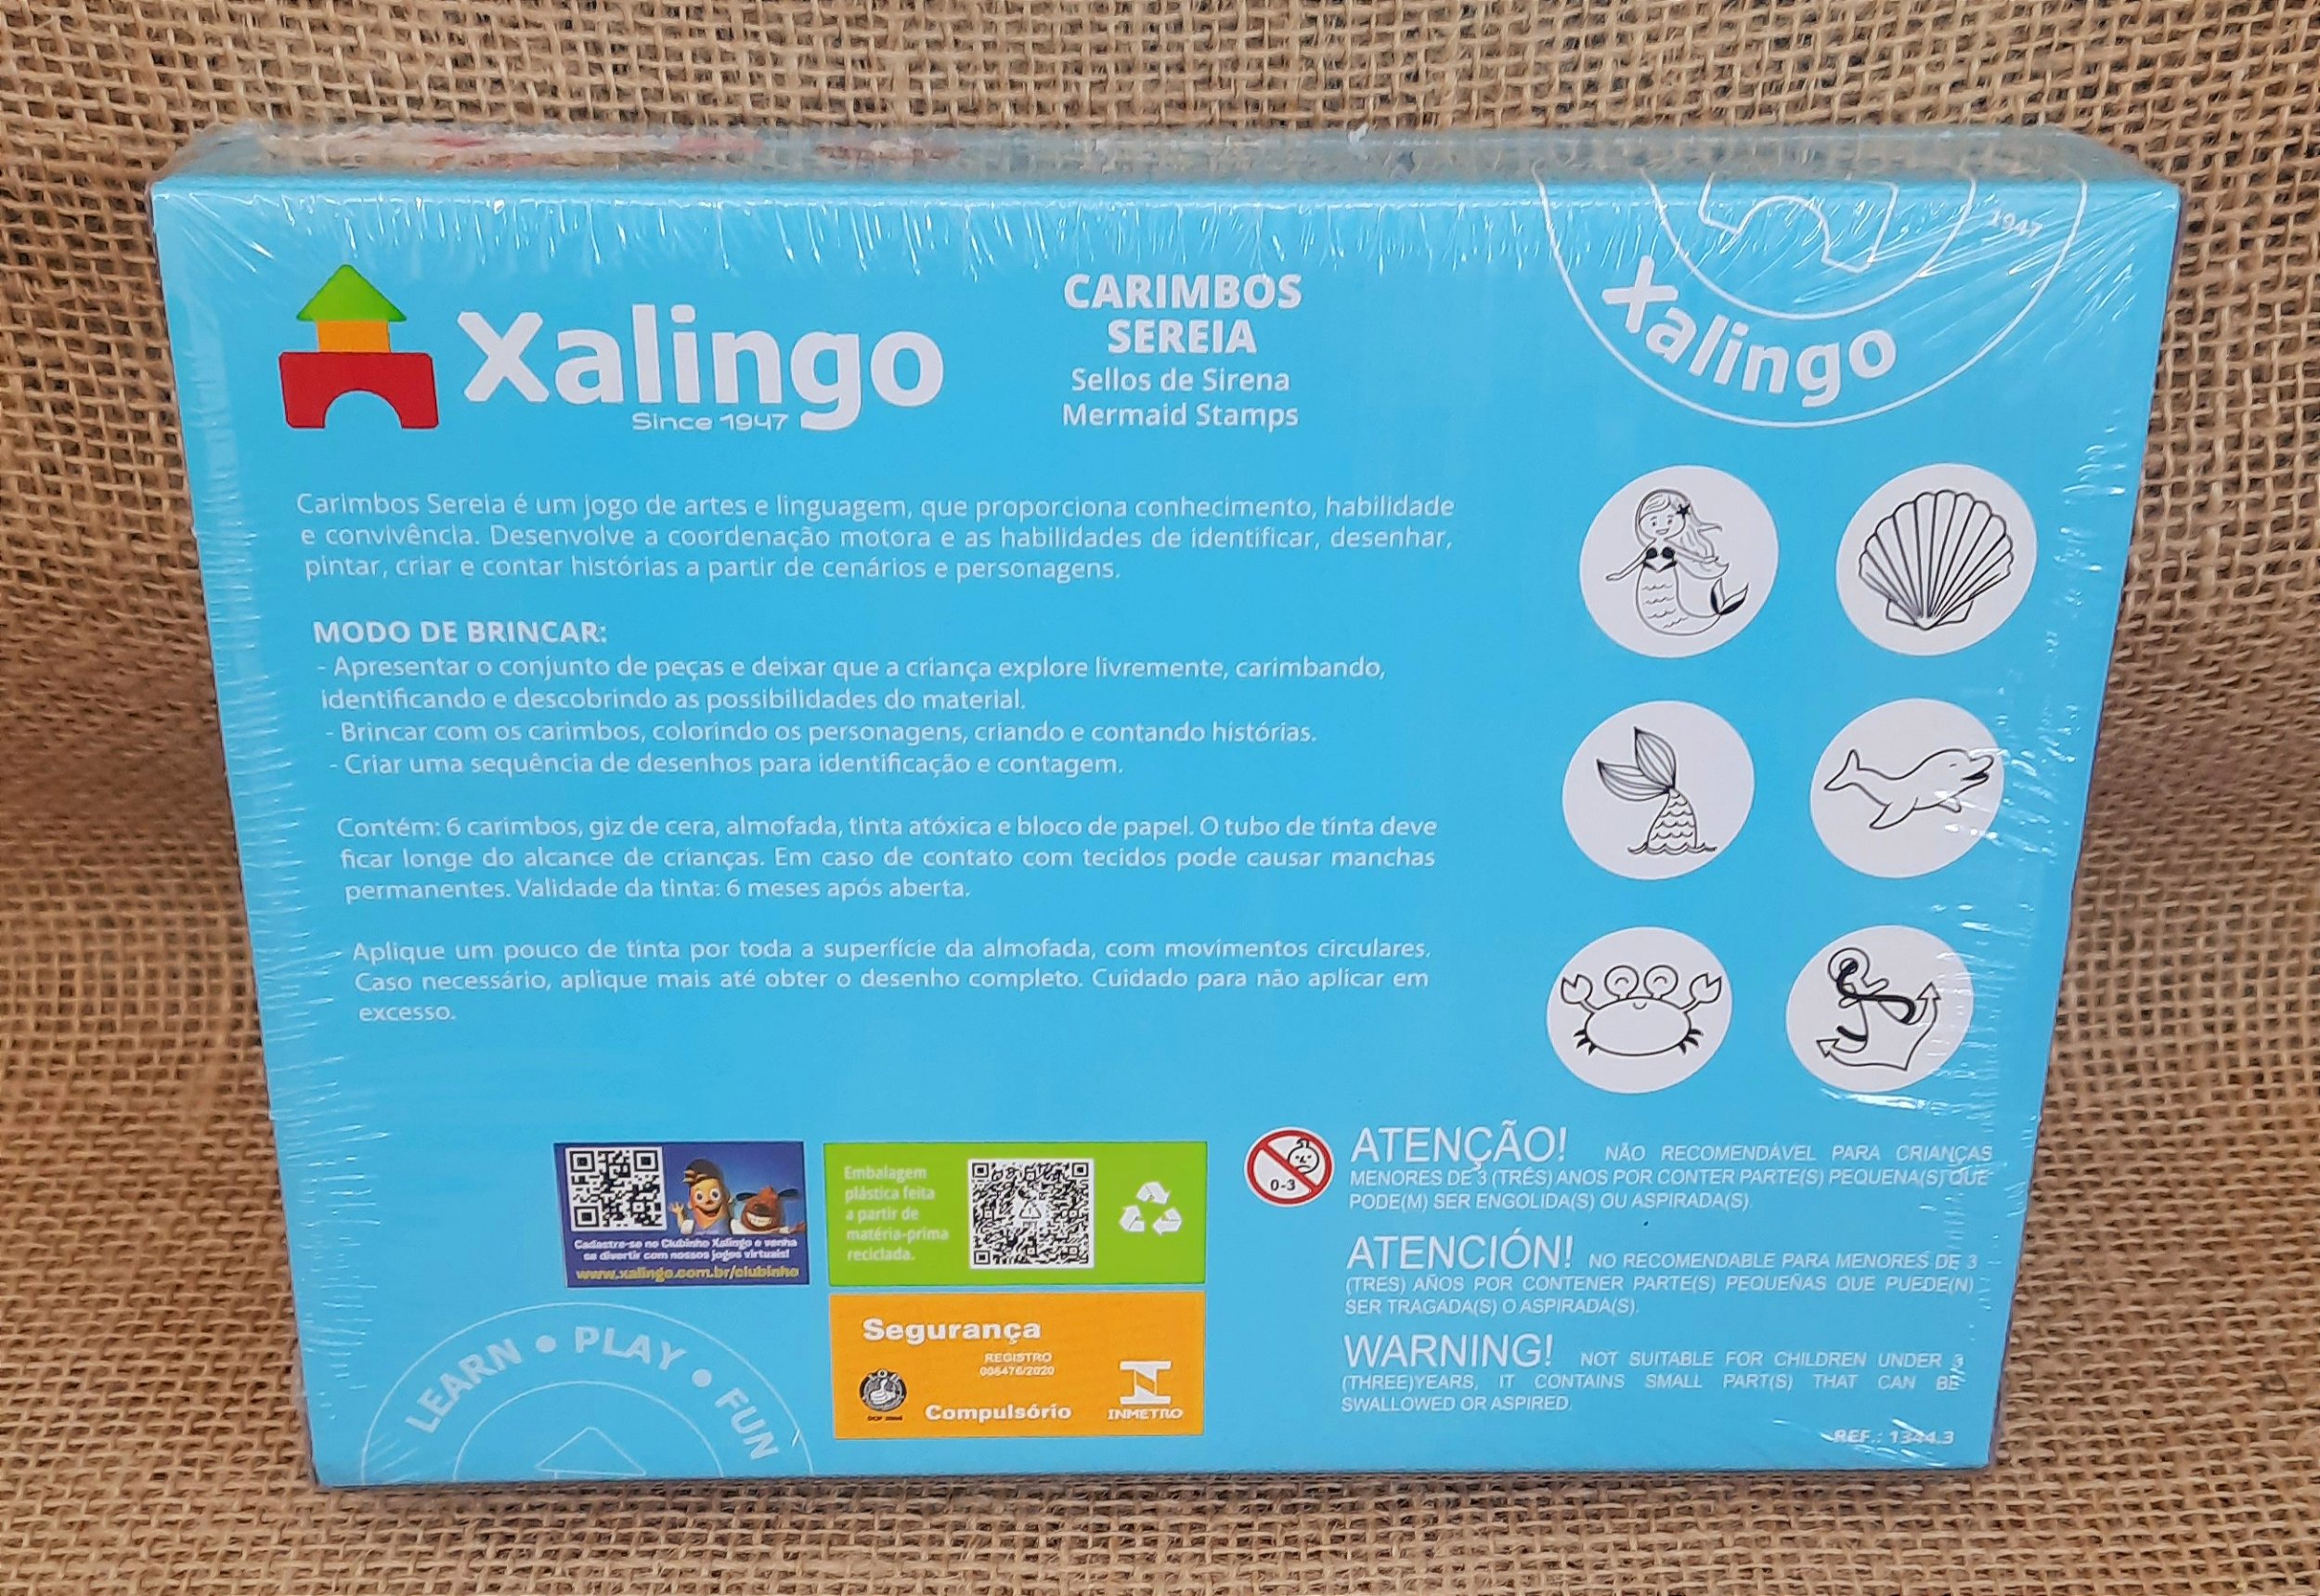 Xalingo
Since 1947
CARIMBOS
SEREIA
Sellos de Sirena
Mermaid Stamps
1947
xalingo
Carimbos Sereia é um jogo de artes e linguagem, que proporciona conhecimento, habilidade
e convivência. Desenvolve a coordenação motora e as habilidades de identificar, desenhar,
pintar, criar e contar histórias a partir de cenários e personagens.
MODO DE BRINCAR:
- Apresentar o conjunto de peças e deixar que a criança explore livremente, carimbando,
identificando e descobrindo as possibilidades do material.
- Brincar com os carimbos, colorindo os personagens, criando e contando histórias.
- Criar uma sequência de desenhos para identificação e contagem.
Contém: 6 carimbos, giz de cera, almofada, tinta atóxica e bloco de papel. O tubo de tinta deve
ficar longe do alcance de crianças. Em caso de contato com tecidos pode causar manchas
permanentes. Validade da tinta: 6 meses após aberta.
Aplique um pouco de tinta por toda a superfície da almofada, com movimentos circulares.
Caso necessário, aplique mais até obter o desenho completo. Cuidado para não aplicar em
excesso.
Cadastre-se no Clubinho Xalingo e venha
se divertir com nossos jogos virtuais!
www.xalingo.com.br/clubinho
Embalagem
plástica feita
a partir de
matéria-prima
reciclada.
Segurança
REGISTRO
006476/2020
Compulsório
INMETRO
0-3
ATENÇÃO! NÃO RECOMENDÁVEL PARA CRIANÇAS
MENORES DE 3 (TRÊS) ANOS POR CONTER PARTE(S) PEQUENA(S) QUE
PODE(M) SER ENGOLIDA(S) OU ASPIRADA(S).
ATENCIÓN! NO RECOMENDABLE PARA MENORES DE 3
(TRES) AÑOS POR CONTENER PARTE(S) PEQUEÑAS QUE PUEDE(N)
SER TRAGADA(S) O ASPIRADA(S).
WARNING! NOT SUITABLE FOR CHILDREN UNDER 3
(THREE)YEARS, IT CONTAINS SMALL PART(S) THAT CAN BE
SWALLOWED OR ASPIRED.
REF.: 1344.3
LEARN • PLAY • FUN